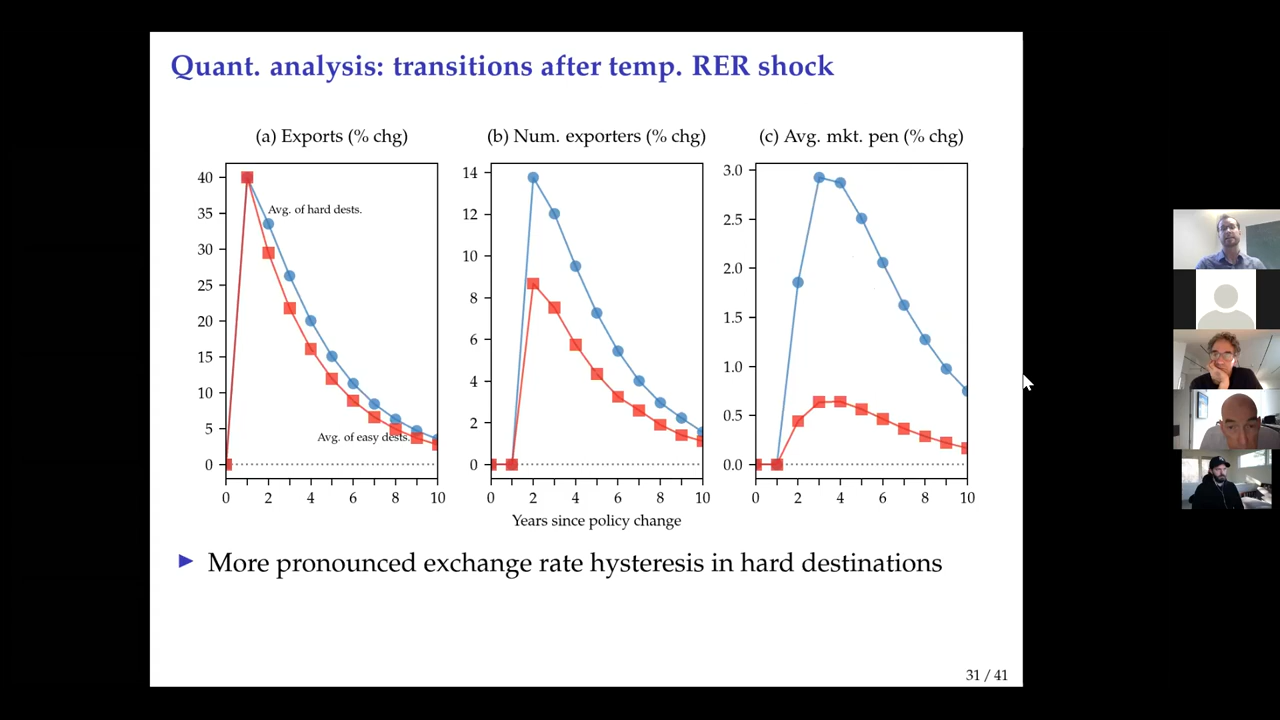 Quant. analysis: transitions after temp. RER shock
(a) Exports (% chg)
(b) Num. exporters (% chg)
(c) Avg. mkt. pen (% chg)
40
35
30
25
20
15
10
5
0
Avg. of hard dests.
Avg. of easy dests.
0 2 4 6 8 10
14
12
10
8
6
4
2
0
0 2 4 6 8 10
3.0
2.5
2.0
1.5
1.0
0.5
0.0
0 2 4 6 8 10
Years since policy change
▶ More pronounced exchange rate hysteresis in hard destinations
31 / 41